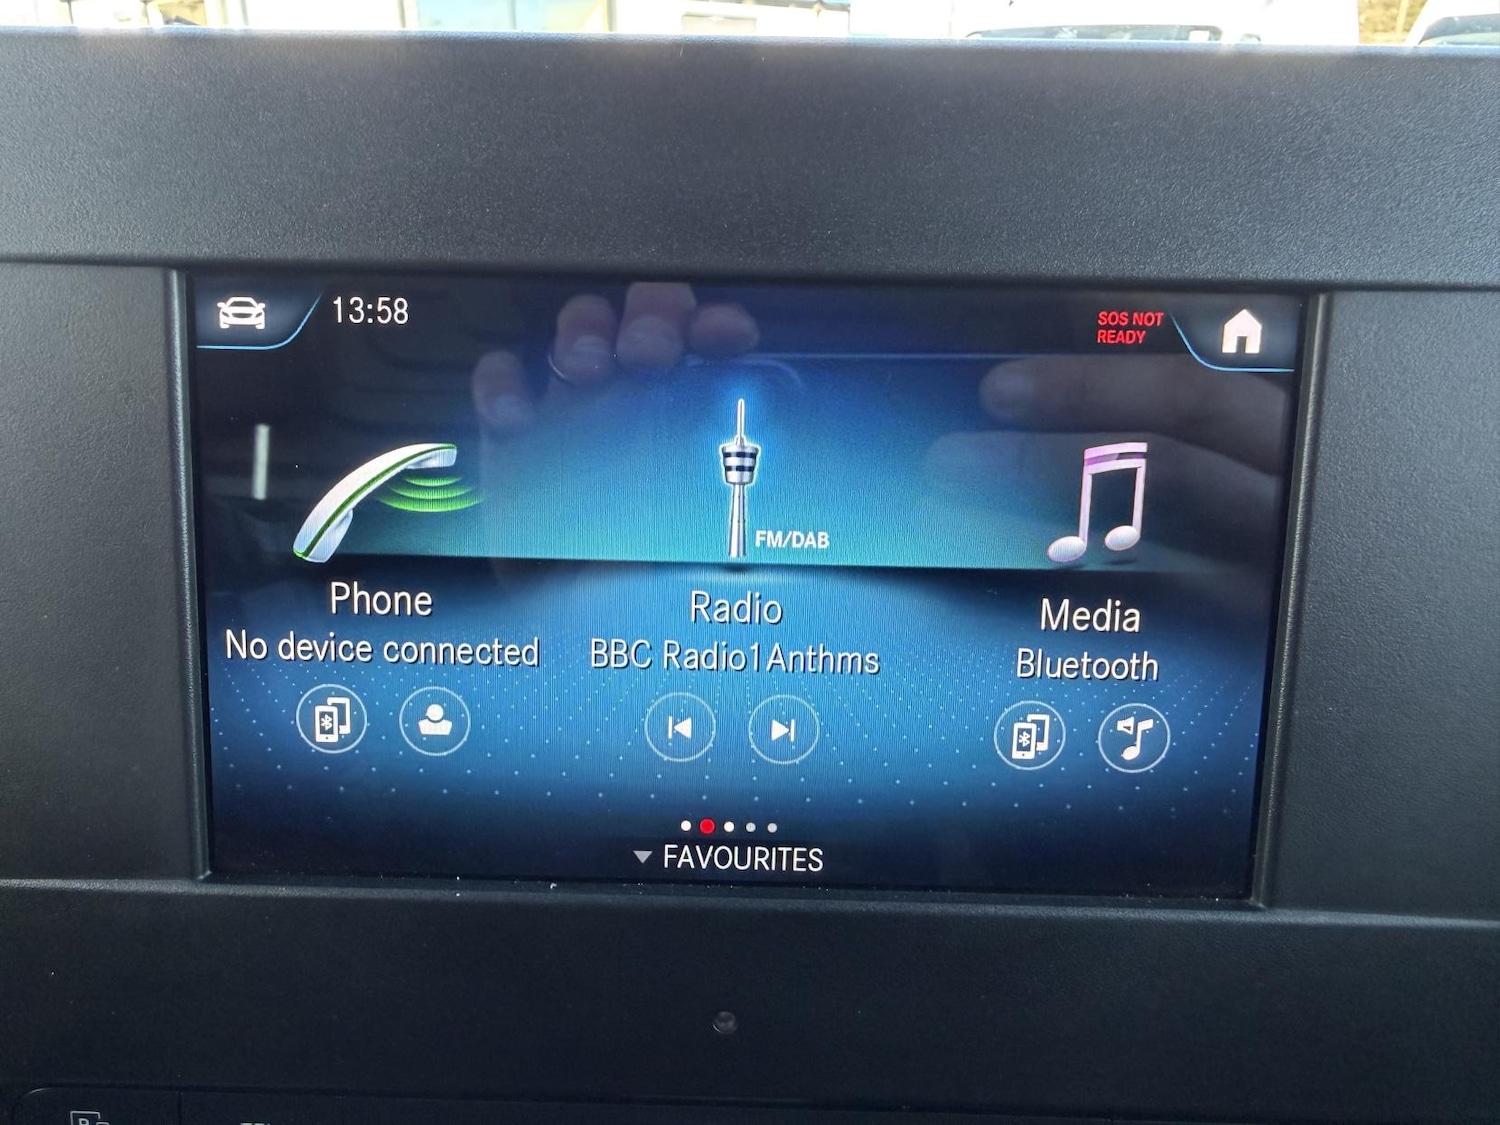 13:58
SOS NOT
READY
FM/DAB
Phone
No device connected
Radio
BBC Radio1Anthms
Media
Bluetooth
FAVOURITES